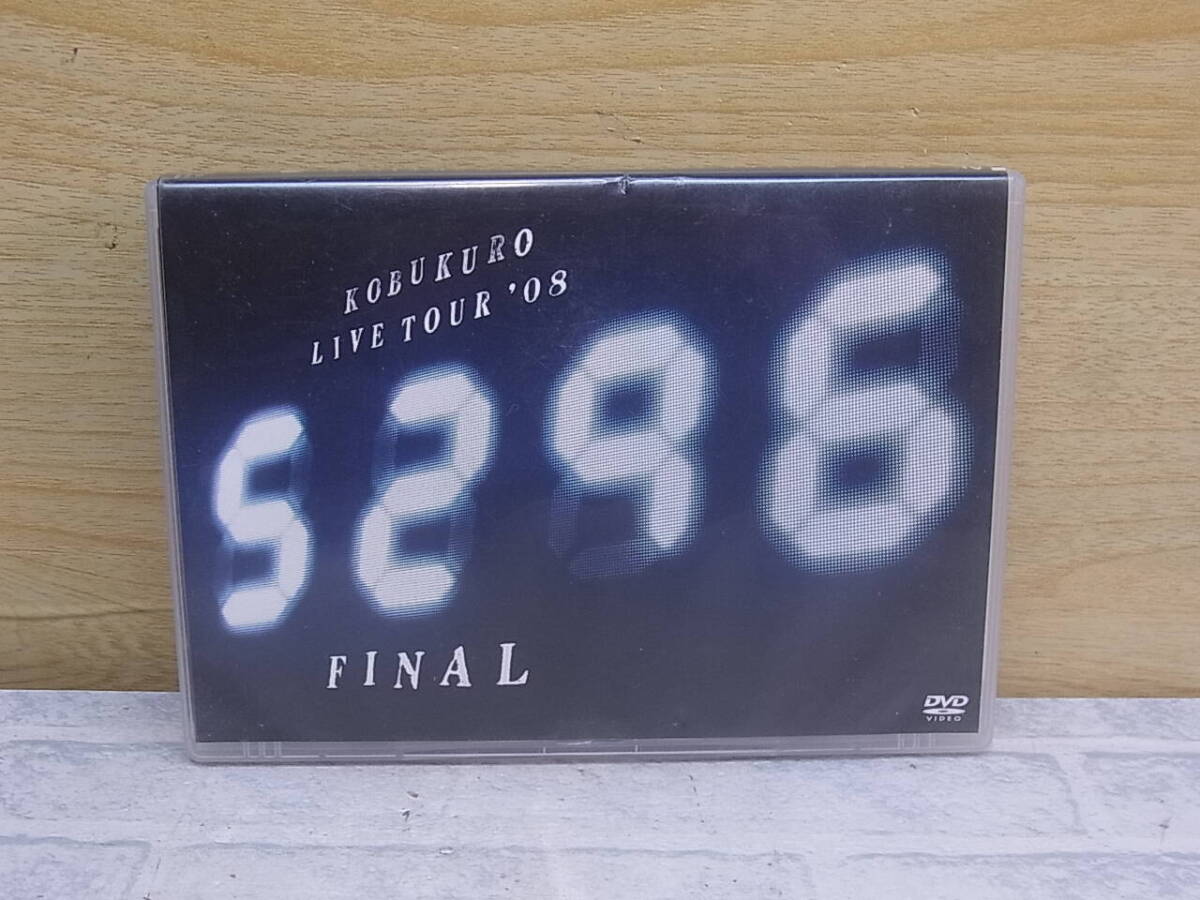 KOBUKURO
LIVE TOUR '08
5296
FINAL
DVD
VIDEO